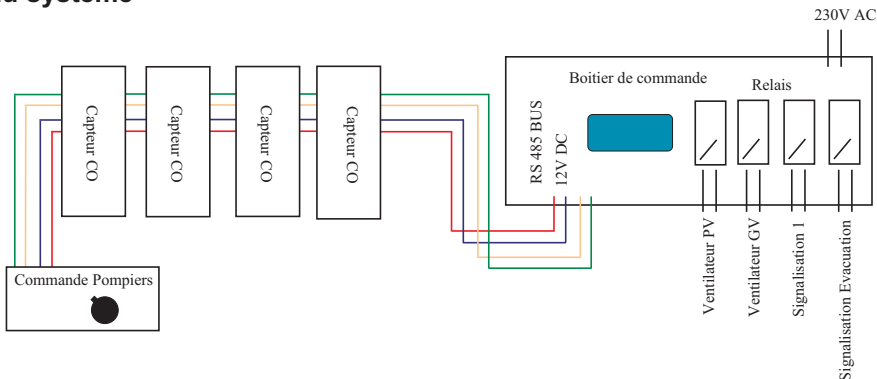 230V AC
Boitier de commande
Relais
RS 485 BUS
12V DC
Capteur CO
Capteur CO
Capteur CO
Capteur CO
Commande Pompiers
Ventilateur PV
Ventilateur GV
Signalisation 1
Signalisation Evacuation